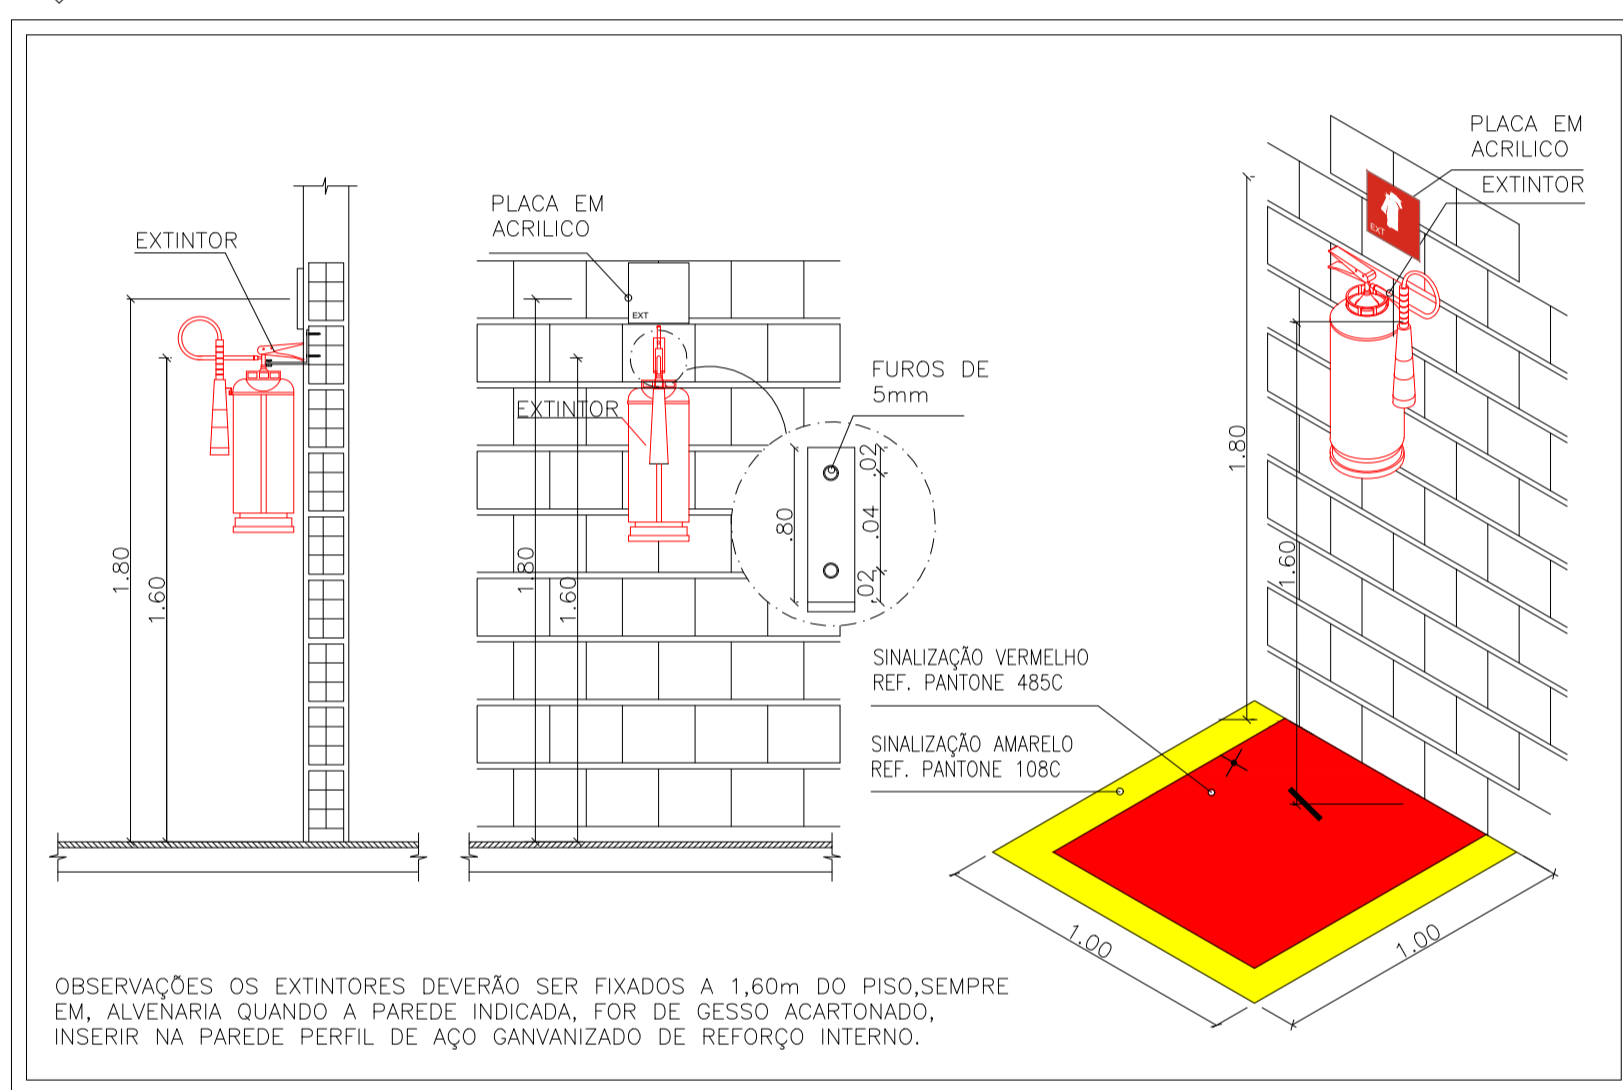 EXTINTOR
1.80
1.60
PLACA EM
ACRILICO
EXT
EXTINTOR
1.80
1.60
FUROS DE
5mm
.80
.02
.04
.02
PLACA EM
ACRILICO
EXTINTOR
EXT
1.80
1.60
SINALIZAÇÃO VERMELHO
REF. PANTONE 485C
SINALIZAÇÃO AMARELO
REF. PANTONE 108C
1.00
1.00
OBSERVAÇÕES OS EXTINTORES DEVERÃO SER FIXADOS A 1,60m DO PISO,SEMPRE
EM, ALVENARIA QUANDO A PAREDE INDICADA, FOR DE GESSO ACARTONADO,
INSERIR NA PAREDE PERFIL DE AÇO GANVANIZADO DE REFORÇO INTERNO.